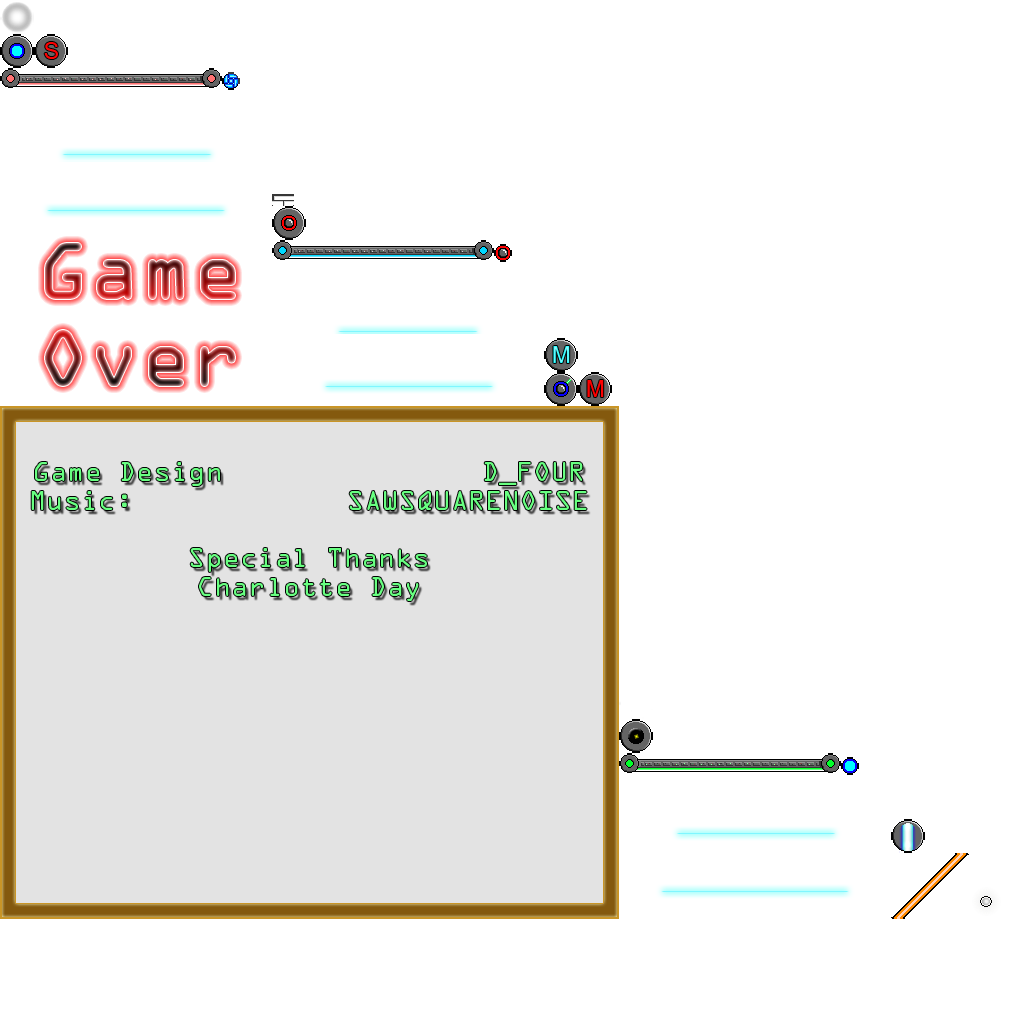 S
Game
Over
M
M
Game Design D_FOUR
Music: SAWSQUARENOISE
Special Thanks
Charlotte Day